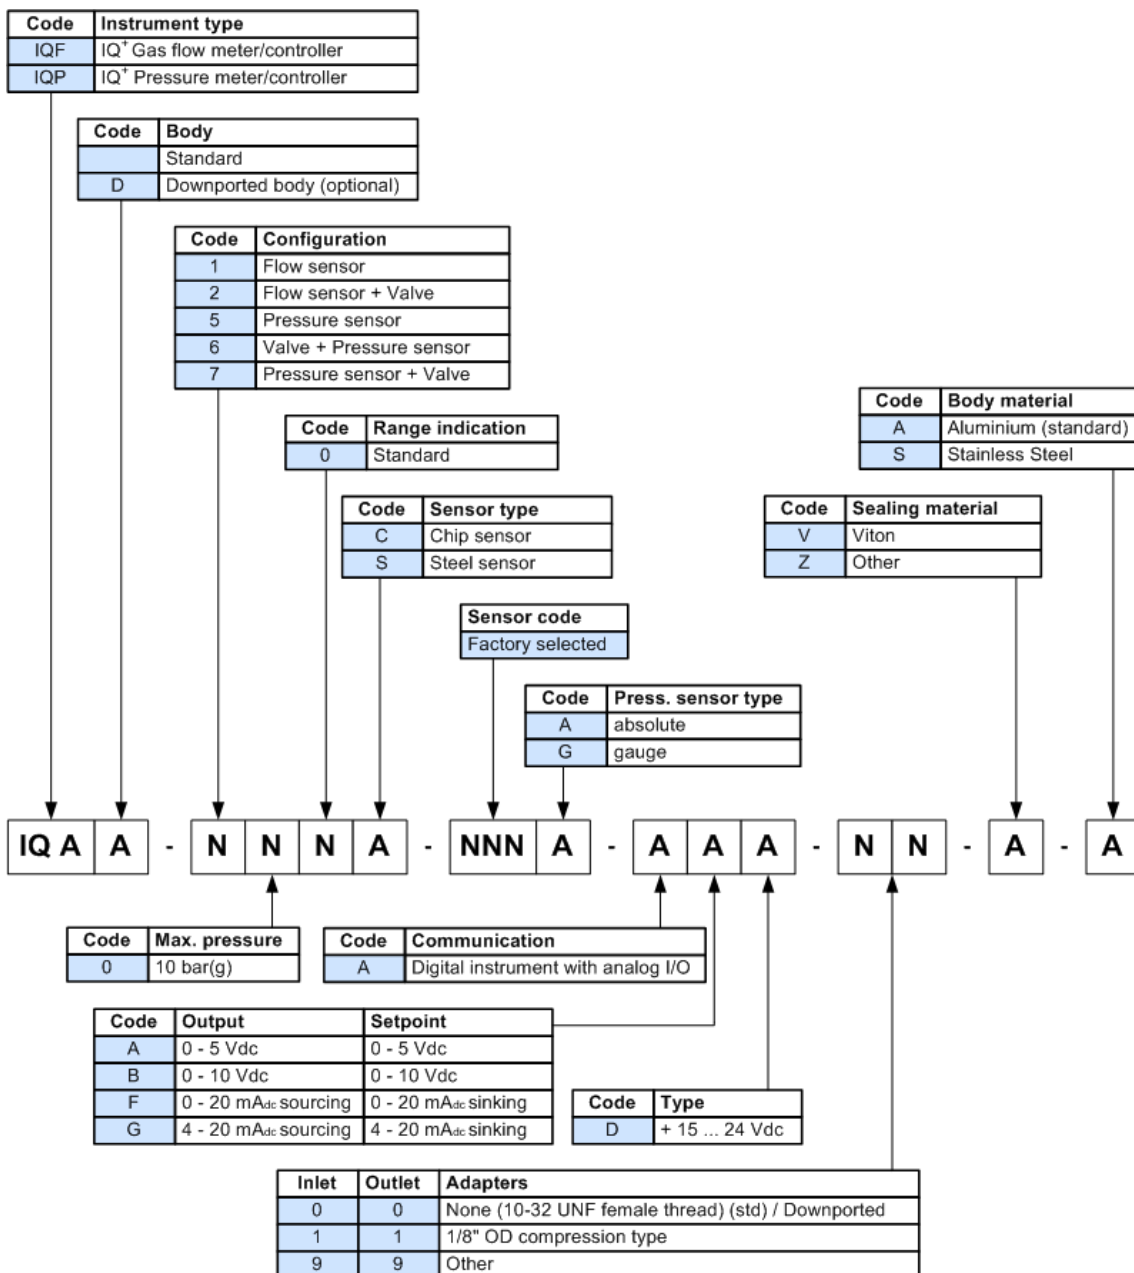 Code Instrument type
IQF IQ+ Gas flow meter/controller
IQP IQ+ Pressure meter/controller
Code Body
Standard
D Downported body (optional)
Code Configuration
1 Flow sensor
2 Flow sensor + Valve
5 Pressure sensor
6 Valve + Pressure sensor
7 Pressure sensor + Valve
Code Body material
A Aluminium (standard)
S Stainless Steel
Code Range indication
0 Standard
Code Sensor type
C Chip sensor
S Steel sensor
Code Sealing material
V Viton
Z Other
Sensor code
Factory selected
Code Press. sensor type
A absolute
G gauge
IQ A A - N N N A - NNN A - A A A - N N - A - A
Code Max. pressure
0 10 bar(g)
Code Communication
A Digital instrument with analog I/O
Code Output Setpoint
A 0 - 5 Vdc 0 - 5 Vdc
B 0 - 10 Vdc 0 - 10 Vdc
F 0 - 20 mAdc sourcing 0 - 20 mAdc sinking
G 4 - 20 mAdc sourcing 4 - 20 mAdc sinking
Code Type
D + 15 ... 24 Vdc
Inlet Outlet Adapters
0 0 None (10-32 UNF female thread) (std) / Downported
1 1 1/8" OD compression type
9 9 Other